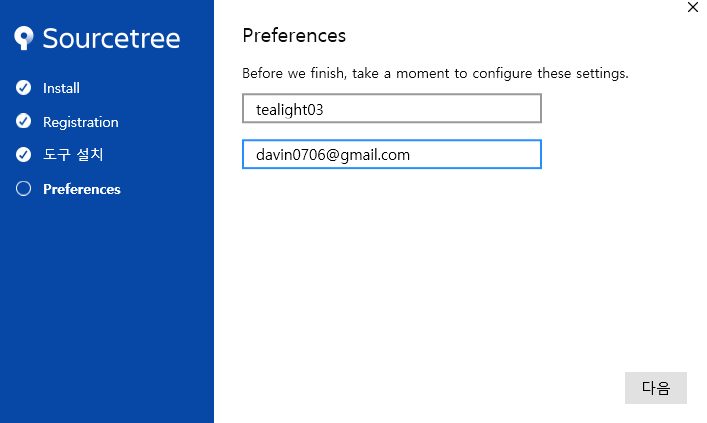 Sourcetree
Install
Registration
도구 설치
Preferences
Preferences
Before we finish, take a moment to configure these settings.
tealight03
davin0706@gmail.com
다음